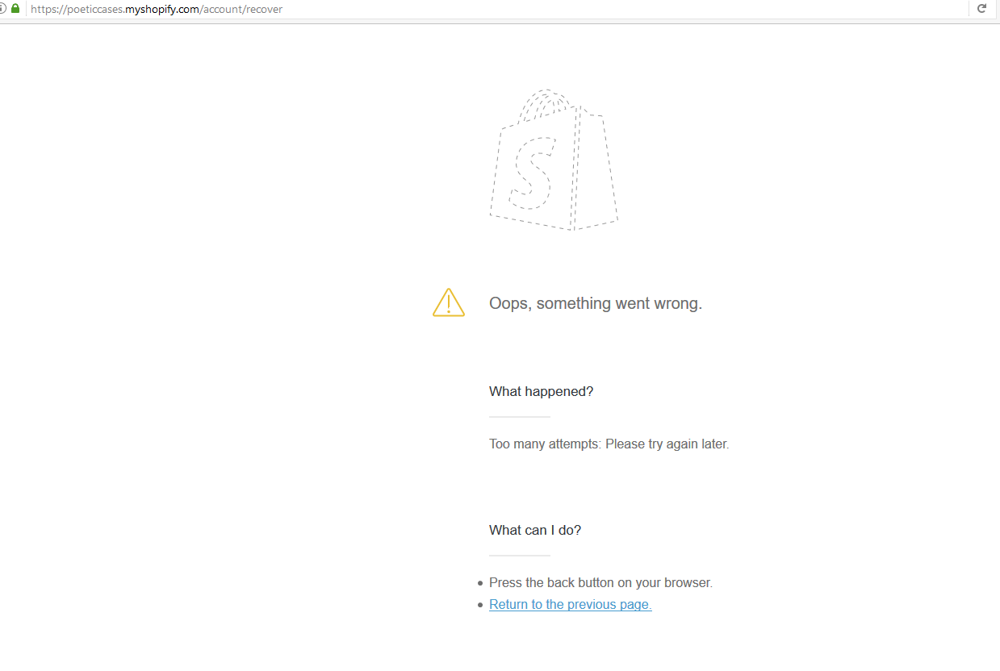 https://poeticcases.myshopify.com/account/recover
S
Oops, something went wrong.
What happened?
Too many attempts: Please try again later.
What can I do?
Press the back button on your browser.
Return to the previous page.